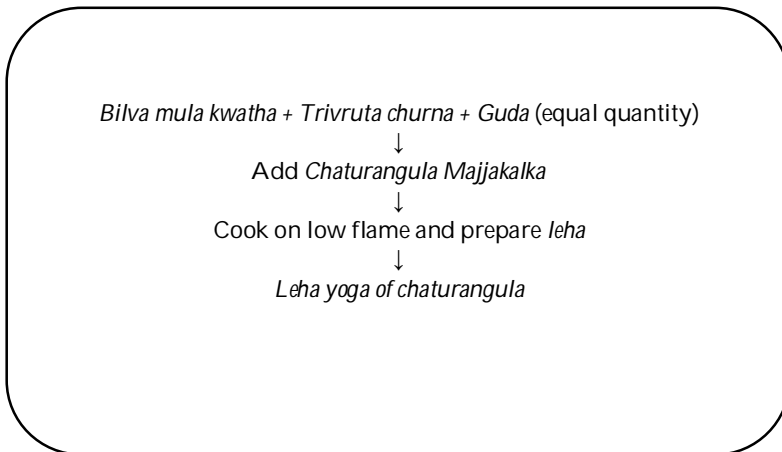 Bilva mula kwatha + Trivruta churna + Guda (equal quantity)
↓
Add Chaturangula Majjakalka
↓
Cook on low flame and prepare leha
↓
Leha yoga of chaturangula